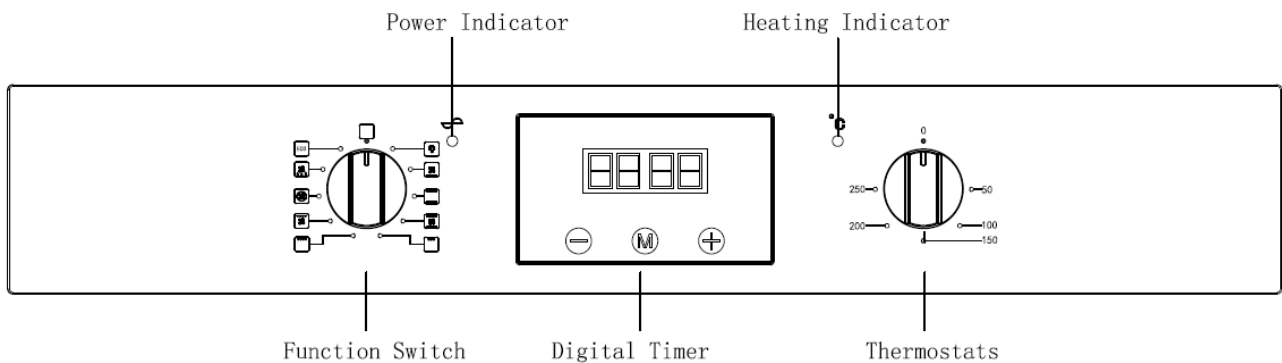 Power Indicator Heating Indicator
°C
0
250 50
200 100
150
M
Function Switch Digital Timer Thermostats